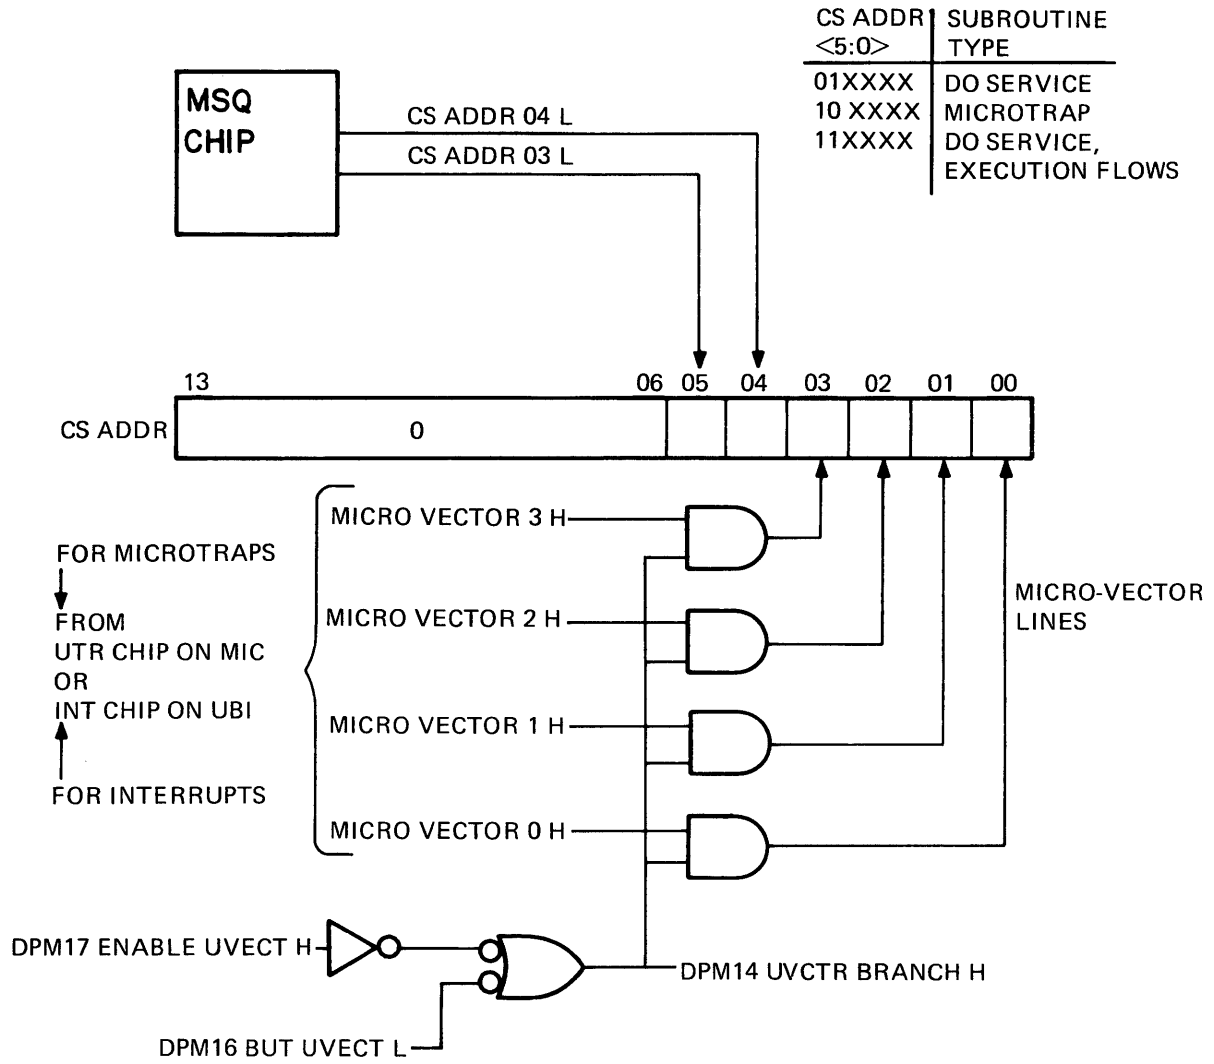 CS ADDR SUBROUTINE
<5:0> TYPE
01XXXX DO SERVICE
10 XXXX MICROTRAP
11XXXX DO SERVICE,
EXECUTION FLOWS
MSQ
CHIP
CS ADDR 04 L
CS ADDR 03 L
13 06 05 04 03 02 01 00
CS ADDR 0
MICRO VECTOR 3 H
FOR MICROTRAPS
FROM
UTR CHIP ON MIC
OR
INT CHIP ON UBI
FOR INTERRUPTS
MICRO VECTOR 2 H
MICRO VECTOR 1 H
MICRO VECTOR 0 H
MICRO-VECTOR
LINES
DPM17 ENABLE UVECT H
DPM14 UVCTR BRANCH H
DPM16 BUT UVECT L